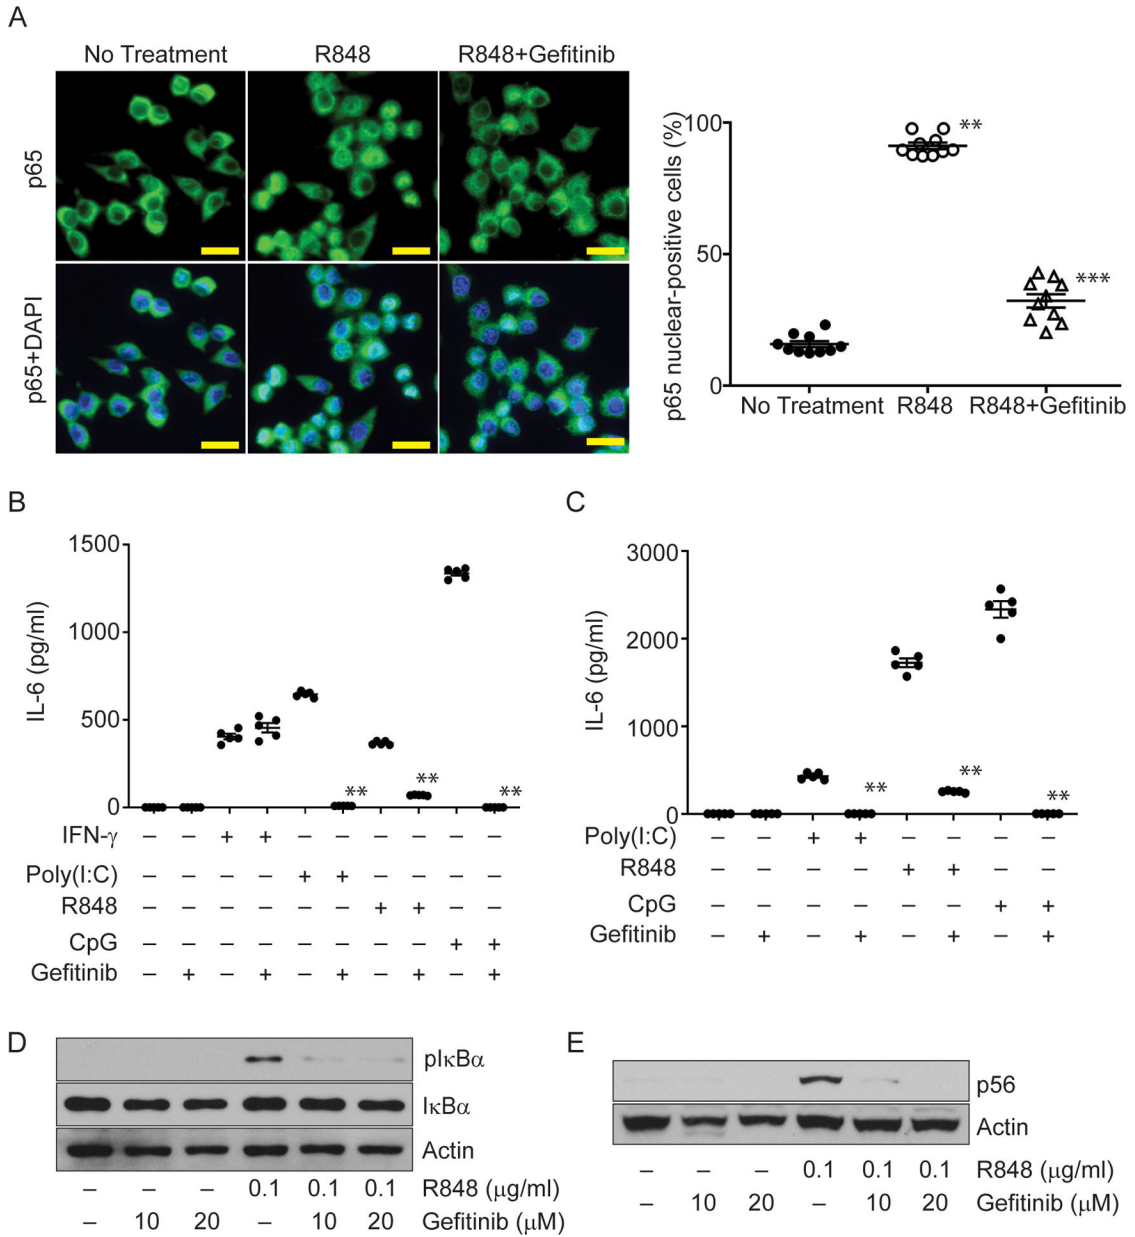 A
No Treatment R848 R848+Gefitinib
p65
p65+DAPI
p65 nuclear-positive cells (%)
100
50
0
**
***
No Treatment R848 R848+Gefitinib
B
IL-6 (pg/ml)
1500
1000
500
0
** ** **
IFN-γ – – + + – – – – – –
Poly(I:C) – – – – + + – – – –
R848 – – – – – – + + – –
CpG – – – – – – – – + +
Gefitinib – + – + – + – + – +
C
IL-6 (pg/ml)
3000
2000
1000
0
** ** **
Poly(I:C) – – + + – – – –
R848 – – – – + + – –
CpG – – – – – – + +
Gefitinib – + – + – + – +
D
pIκBα
IκBα
Actin
– – – 0.1 0.1 0.1 R848 (μg/ml)
– 10 20 – 10 20 Gefitinib (μM)
E
p56
Actin
– – – 0.1 0.1 0.1 R848 (μg/ml)
– 10 20 – 10 20 Gefitinib (μM)